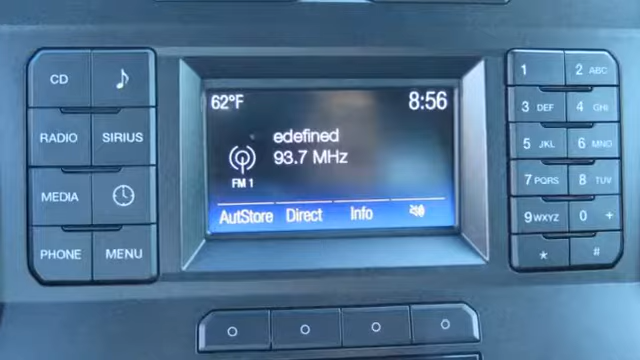 CD
RADIO
SIRIUS
MEDIA
PHONE
MENU
62°F
8:56
edefined
93.7 MHz
FM 1
AutStore
Direct
Info
1
2 ABC
3 DEF
4 GHI
5 JKL
6 MNO
7 PQRS
8 TUV
9 WXYZ
0 +
*
#